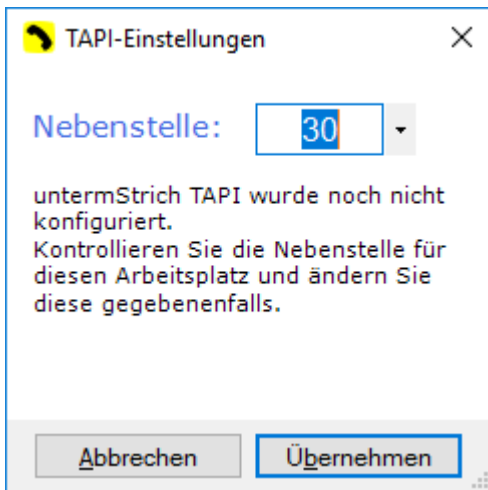 TAPI-Einstellungen
Nebenstelle: 30
untermStrich TAPI wurde noch nicht
konfiguriert.
Kontrollieren Sie die Nebenstelle für
diesen Arbeitsplatz und ändern Sie
diese gegebenenfalls.
Abbrechen Übernehmen